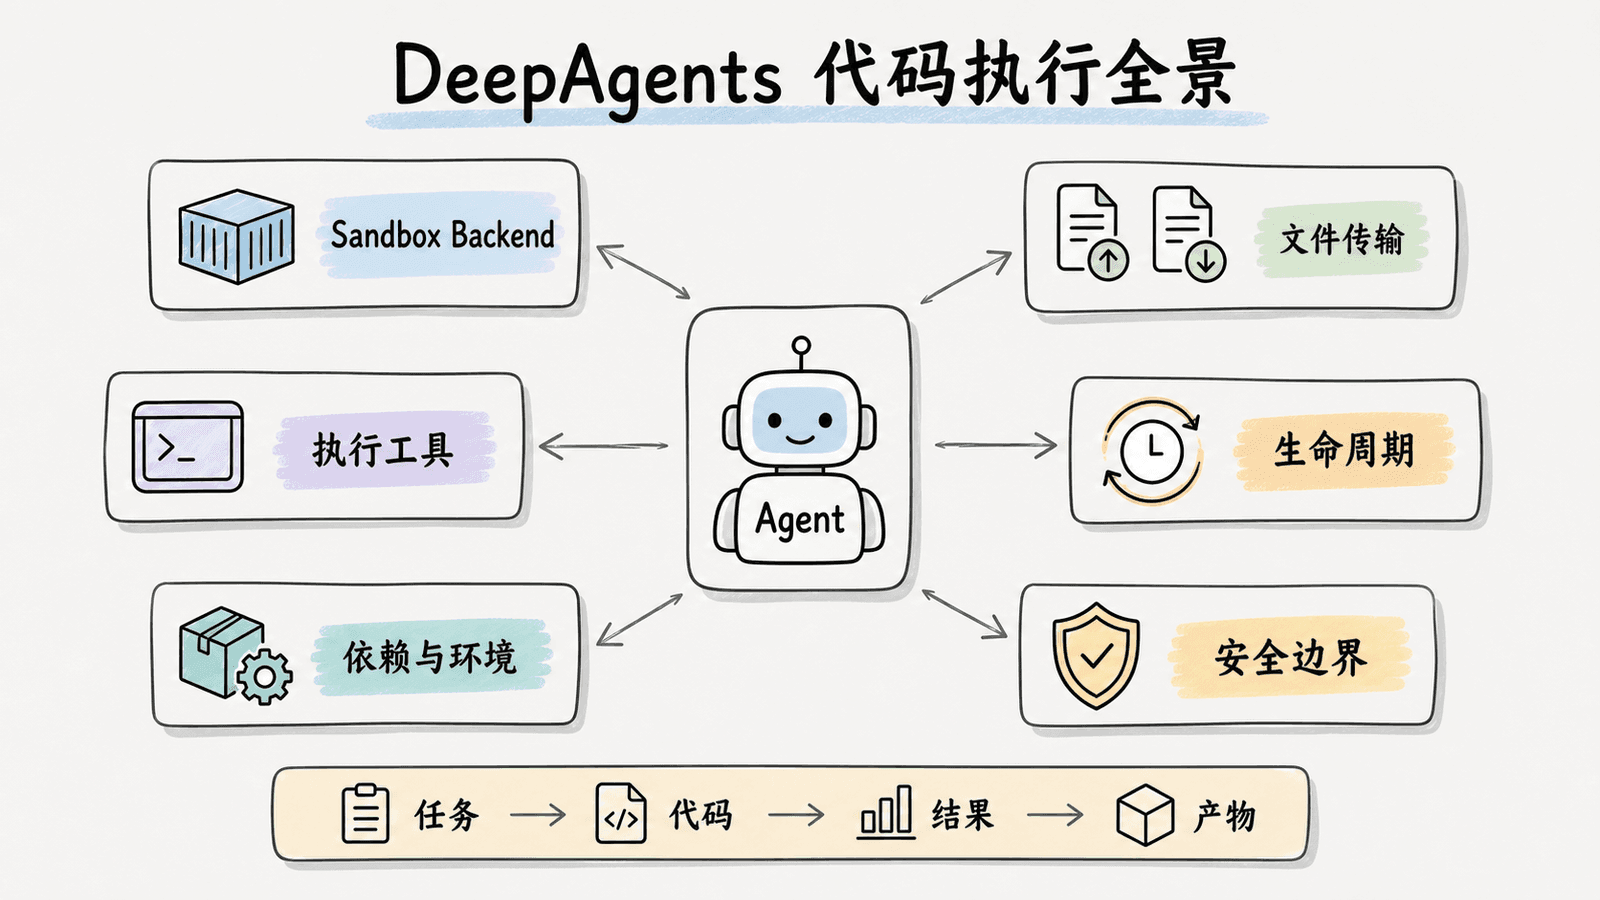 DeepAgents 代码执行全景
Sandbox Backend
文件传输
执行工具
Agent
生命周期
依赖与环境
安全边界
任务
代码
结果
产物